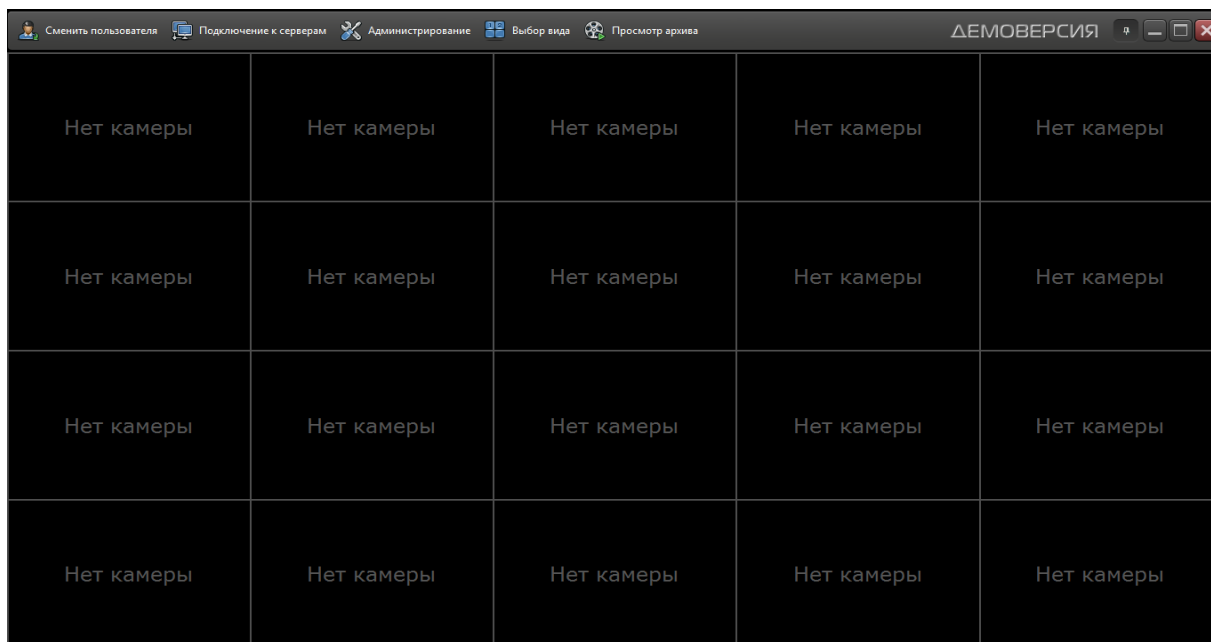 Сменить пользователя Подключение к серверам Администрирование Выбор вида Просмотр архива ДЕМОВЕРСИЯ
Нет камеры Нет камеры Нет камеры Нет камеры Нет камеры
Нет камеры Нет камеры Нет камеры Нет камеры Нет камеры
Нет камеры Нет камеры Нет камеры Нет камеры Нет камеры
Нет камеры Нет камеры Нет камеры Нет камеры Нет камеры